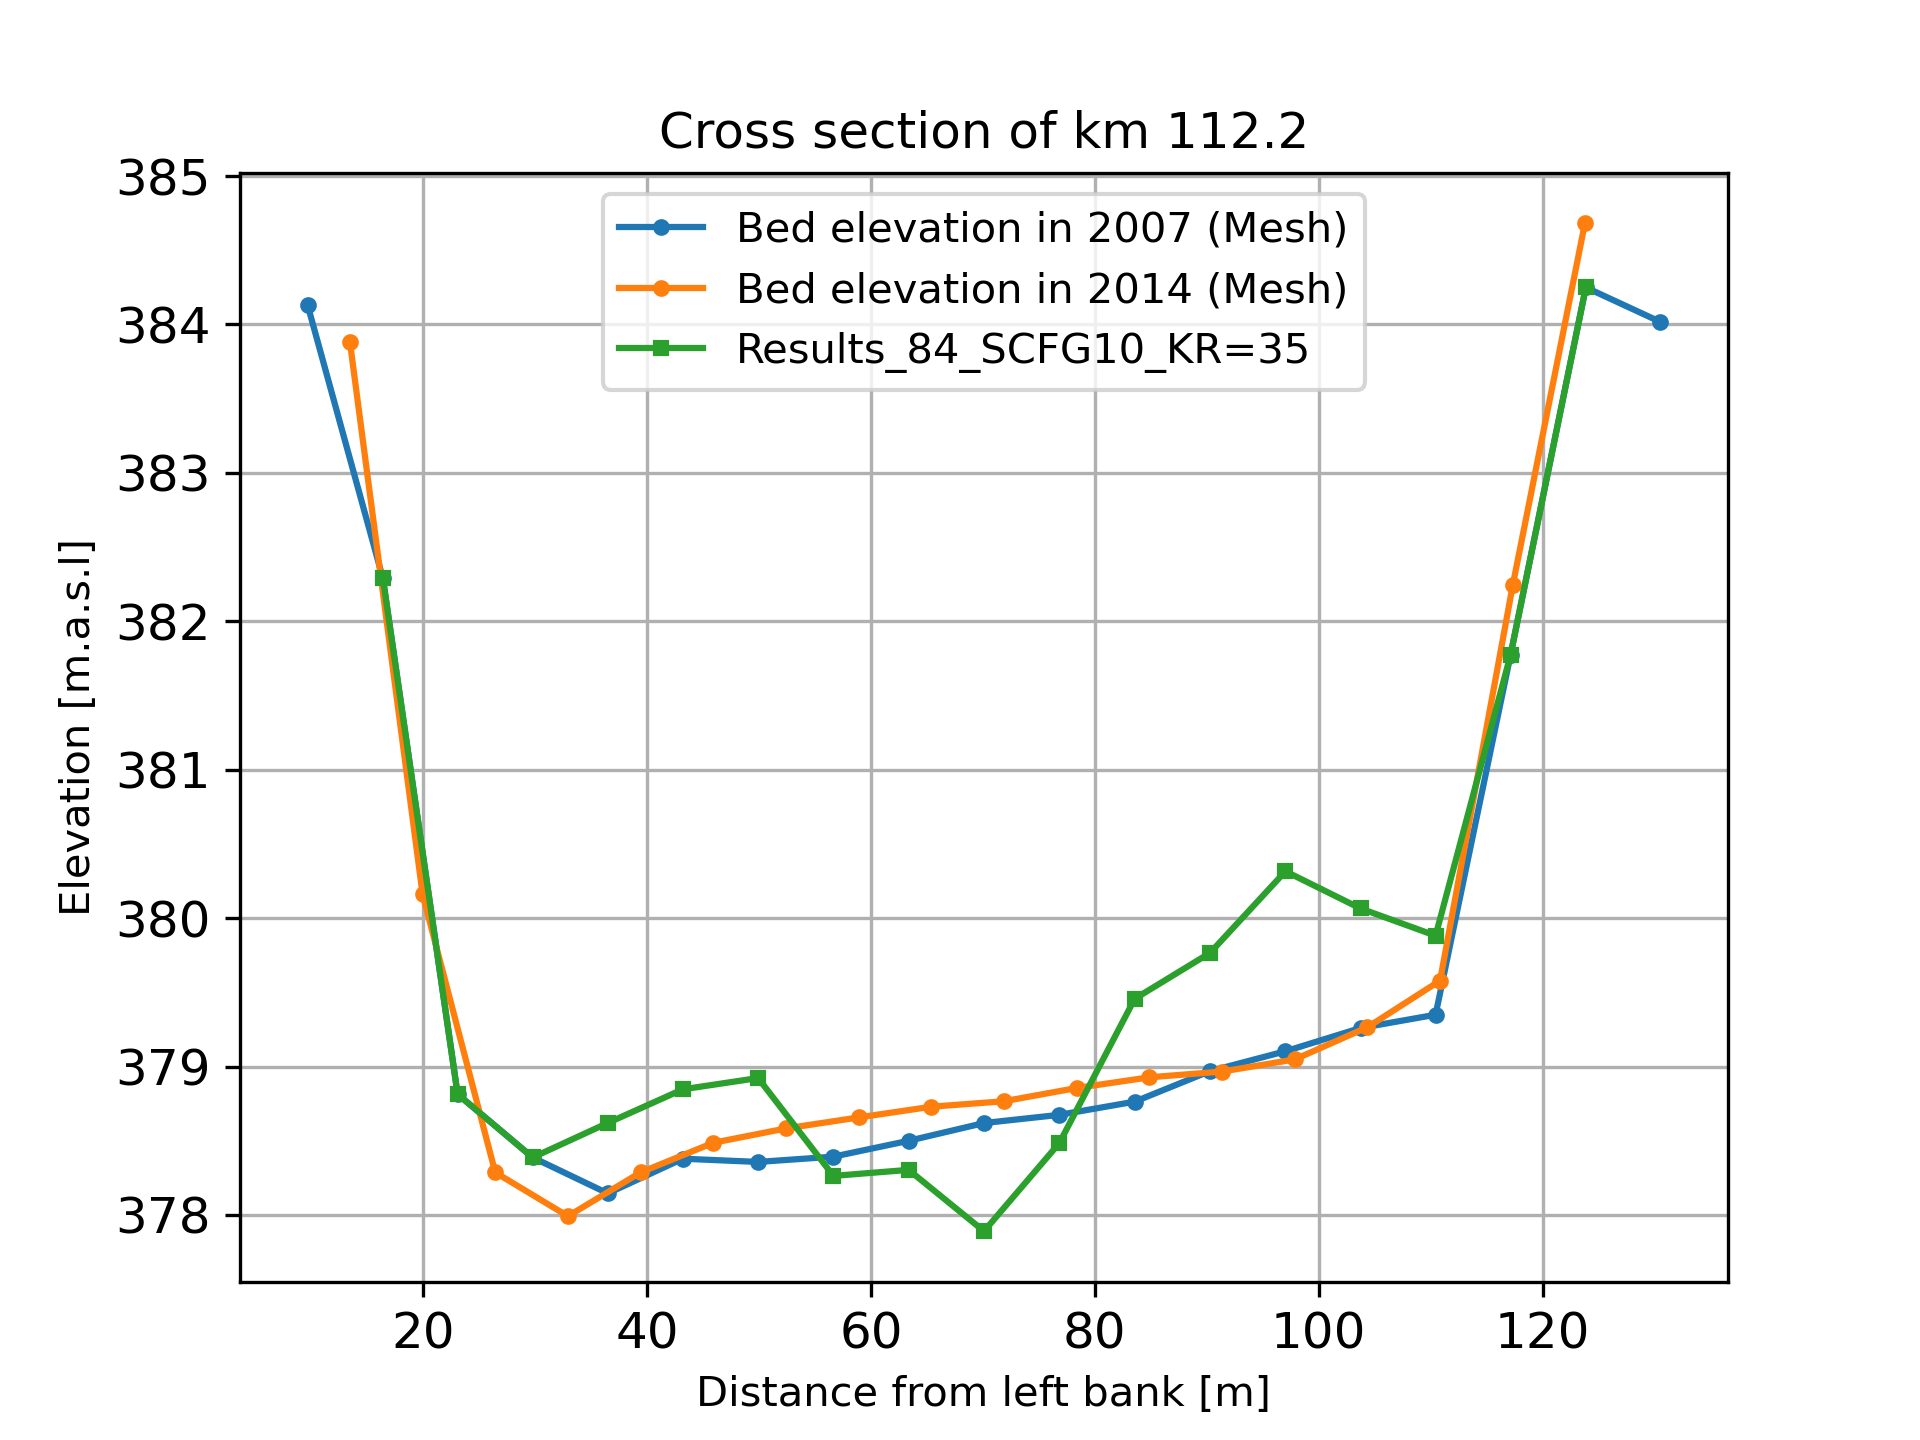 Cross section of km 112.2
Bed elevation in 2007 (Mesh)
Bed elevation in 2014 (Mesh)
Results_84_SCFG10_KR=35
385
384
383
382
381
380
379
378
Elevation [m.a.s.l]
20 40 60 80 100 120
Distance from left bank [m]